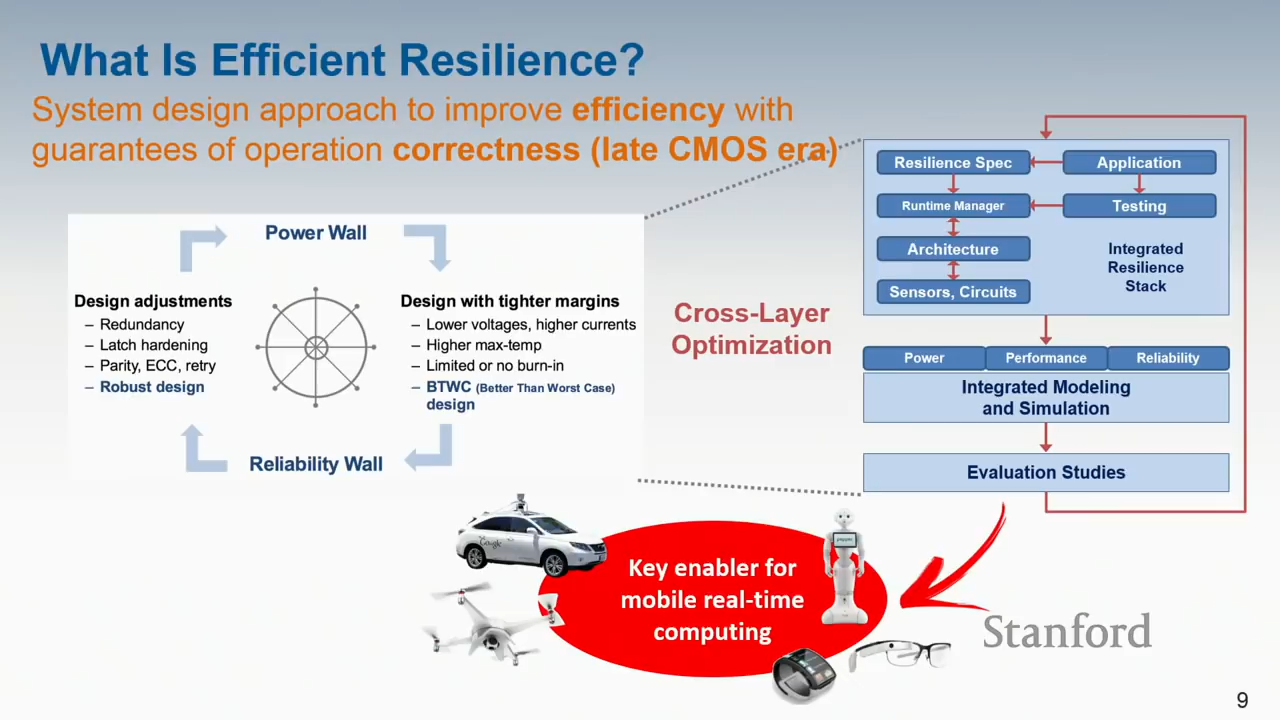 What Is Efficient Resilience?
System design approach to improve efficiency with
guarantees of operation correctness (late CMOS era)
Power Wall
Design adjustments
– Redundancy
– Latch hardening
– Parity, ECC, retry
– Robust design
Design with tighter margins
– Lower voltages, higher currents
– Higher max-temp
– Limited or no burn-in
– BTWC (Better Than Worst Case)
design
Reliability Wall
Cross-Layer
Optimization
Resilience Spec
Application
Runtime Manager
Testing
Architecture
Sensors, Circuits
Integrated
Resilience
Stack
Power
Performance
Reliability
Integrated Modeling
and Simulation
Evaluation Studies
Google
pepper
Key enabler for
mobile real-time
computing
Stanford
9